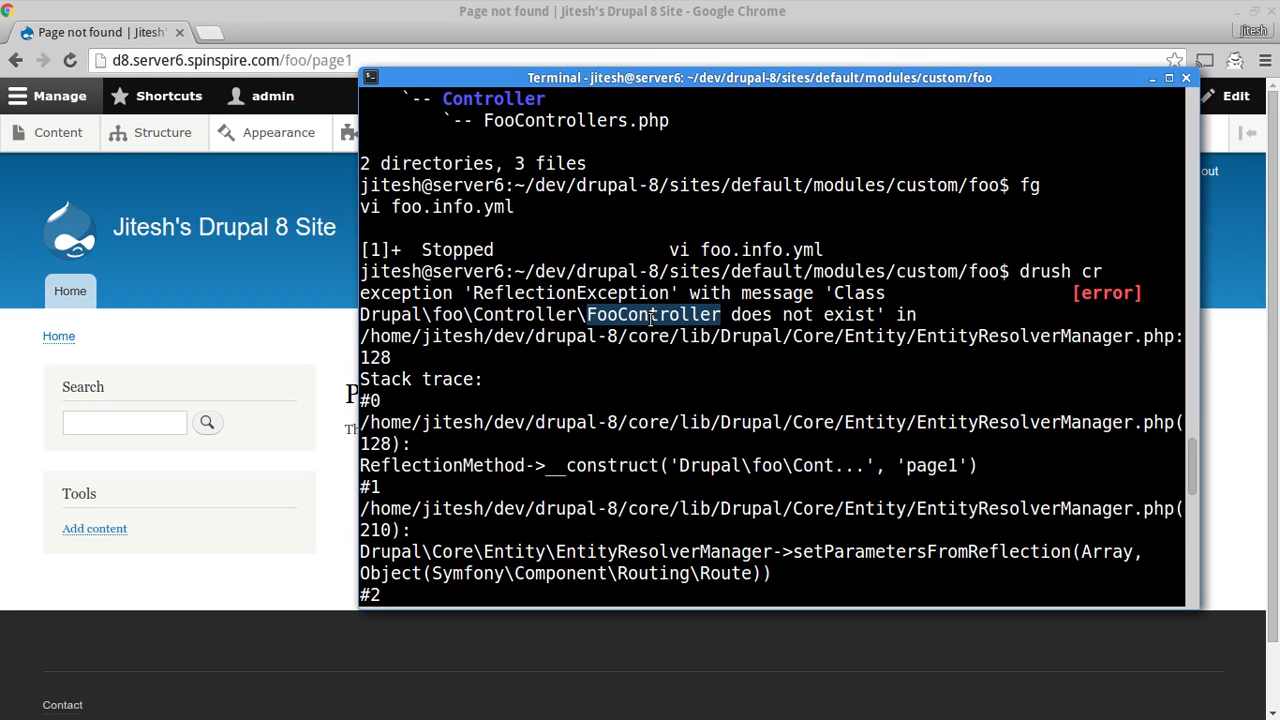 Page not found | Jitesh's Drupal 8 Site - Google Chrome
Page not found | Jitesh'
jitesh
d8.server6.spinspire.com/foo/page1
Terminal - jitesh@server6: ~/dev/drupal-8/sites/default/modules/custom/foo
Manage
Shortcuts
admin
Edit
Content
Structure
Appearance
out
Jitesh's Drupal 8 Site
Home
Home
Search
P
Th
Tools
Add content
Contact
`-- Controller
`-- FooControllers.php
2 directories, 3 files
jitesh@server6:~/dev/drupal-8/sites/default/modules/custom/foo$ fg
vi foo.info.yml
[1]+  Stopped                 vi foo.info.yml
jitesh@server6:~/dev/drupal-8/sites/default/modules/custom/foo$ drush cr
exception 'ReflectionException' with message 'Class                  [error]
Drupal\foo\Controller\FooController does not exist' in
/home/jitesh/dev/drupal-8/core/lib/Drupal/Core/Entity/EntityResolverManager.php:
128
Stack trace:
#0
/home/jitesh/dev/drupal-8/core/lib/Drupal/Core/Entity/EntityResolverManager.php(
128):
ReflectionMethod->__construct('Drupal\foo\Cont...', 'page1')
#1
/home/jitesh/dev/drupal-8/core/lib/Drupal/Core/Entity/EntityResolverManager.php(
210):
Drupal\Core\Entity\EntityResolverManager->setParametersFromReflection(Array,
Object(Symfony\Component\Routing\Route))
#2